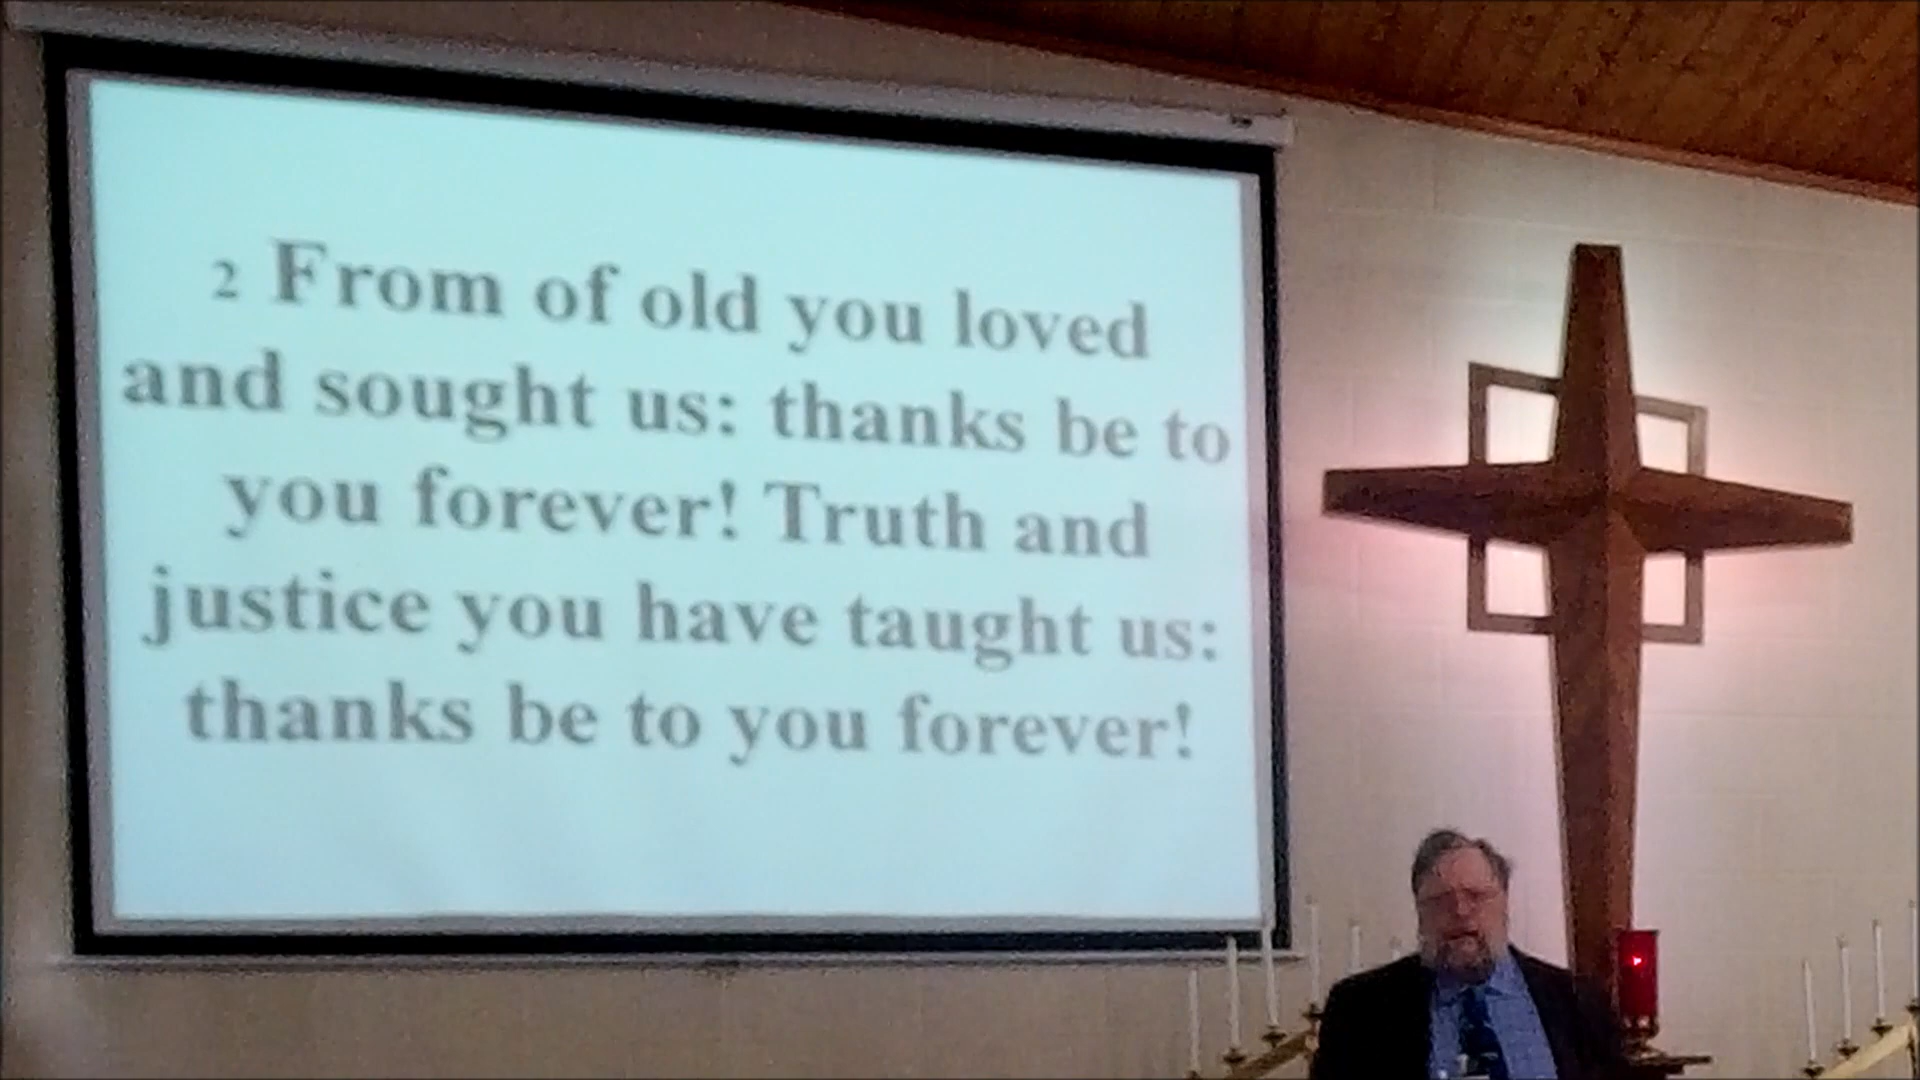 2 From of old you loved
and sought us: thanks be to
you forever! Truth and
justice you have taught us:
thanks be to you forever!